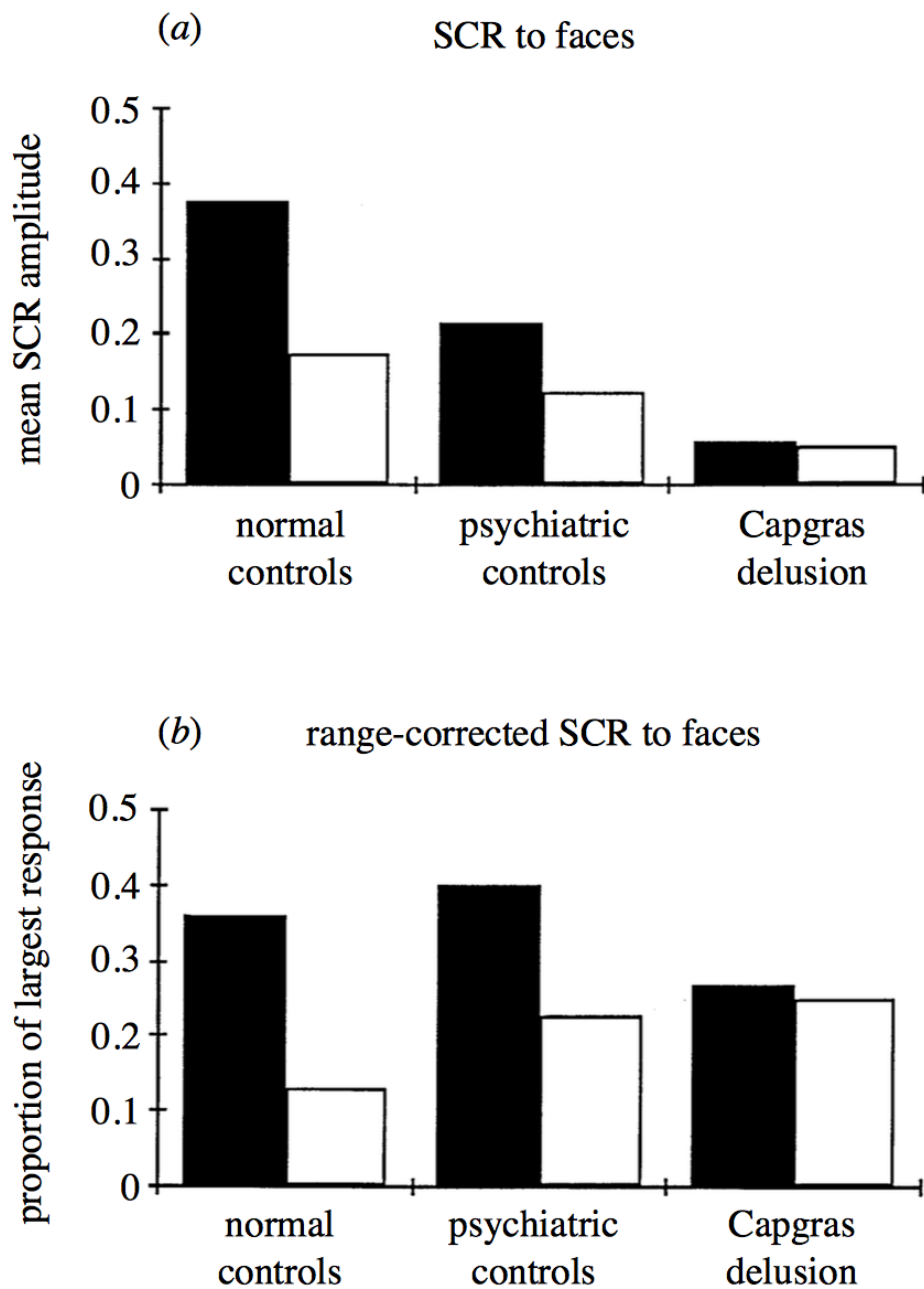 (a) SCR to faces
mean SCR amplitude
0.5
0.4
0.3
0.2
0.1
0
normal
controls
psychiatric
controls
Capgras
delusion
(b) range-corrected SCR to faces
proportion of largest response
0.5
0.4
0.3
0.2
0.1
0
normal
controls
psychiatric
controls
Capgras
delusion